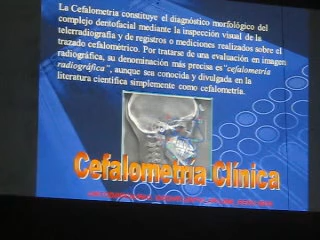 La Cefalometria constituye el diagnóstico morfológico del
complejo dentofacial mediante la inspección visual de la
telerradiografía y de registros o mediciones realizados sobre el
trazado cefalométrico. Por tratarse de una evaluación en imagen
radiográfica, su denominación más precisa es "cefalometría
radiográfica", aunque sea conocida y divulgada en la
literatura científica simplemente como cefalometría.
Cefalometria Clínica